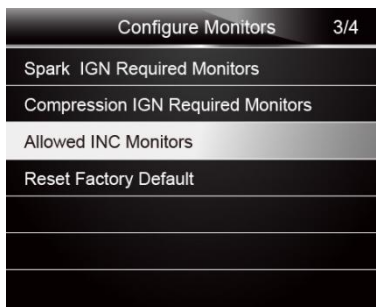 Configure Monitors 3/4
Spark IGN Required Monitors
Compression IGN Required Monitors
Allowed INC Monitors
Reset Factory Default